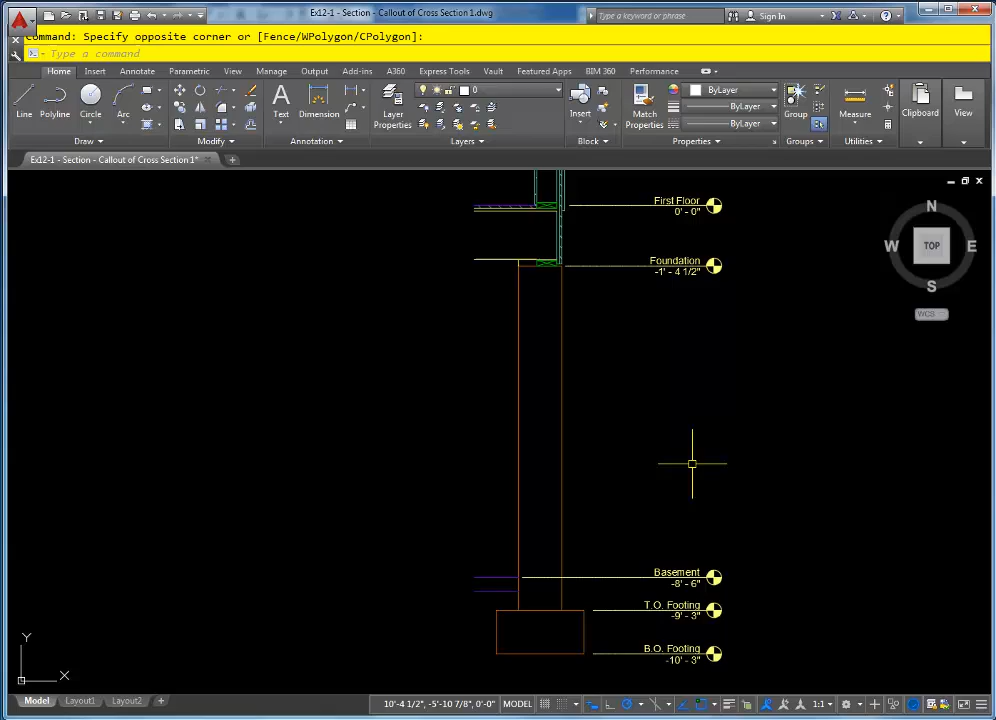 Ex12-1 - Section - Callout of Cross Section 1.dwg
Type a keyword or phrase
Sign In
Command: Specify opposite corner or [Fence/WPolygon/CPolygon]:
Type a command
Home Insert Annotate Parametric View Manage Output Add-ins A360 Express Tools Vault Featured Apps BIM 360 Performance
0
ByLayer
ByLayer
ByLayer
Line Polyline Circle Arc Text Dimension Layer Properties Insert Match Properties Group Measure Clipboard View
Draw Modify Annotation Layers Block Properties Groups Utilities
Ex12-1 - Section - Callout of Cross Section 1*
First Floor
0' - 0"
Foundation
-1' - 4 1/2"
N
W TOP E
S
WCS
Basement
-8' - 6"
T.O. Footing
-9' - 3"
B.O. Footing
-10' - 3"
Y
X
Model Layout1 Layout2
10'-4 1/2", -5'-10 7/8", 0'-0" MODEL 1:1